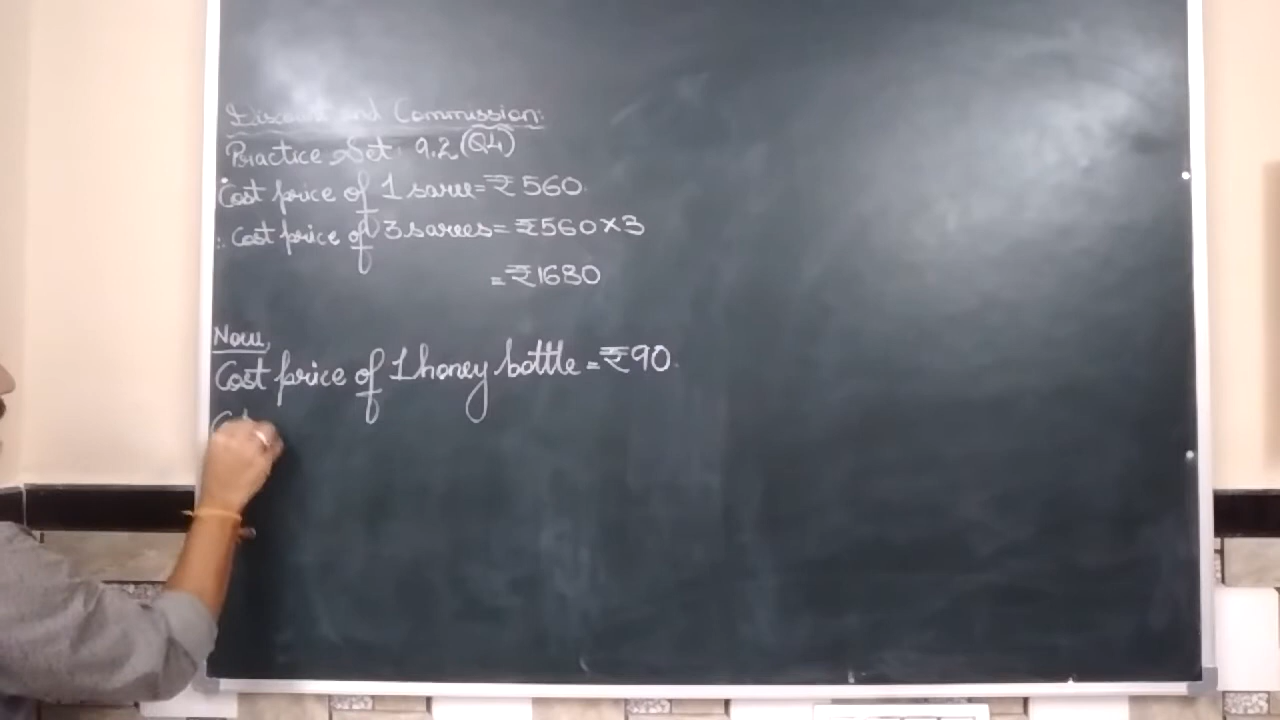 Discount and Commission:
Practice Set: 9.2 (Q4)
Cost price of 1 saree = ₹560
∴ Cost price of 3 sarees = ₹560×3
= ₹1680
Now,
Cost price of 1 honey bottle = ₹90